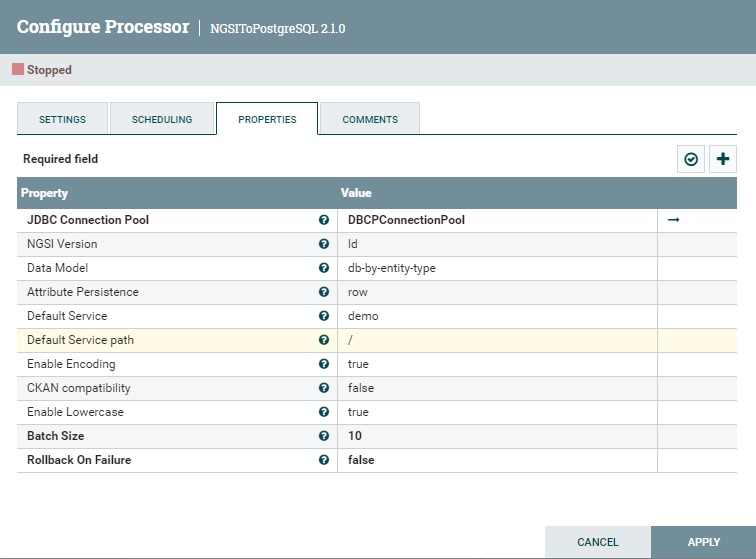 Configure Processor | NGSIToPostgreSQL 2.1.0
Stopped
SETTINGS SCHEDULING PROPERTIES COMMENTS
Required field
Property Value
JDBC Connection Pool DBCPConnectionPool
NGSI Version ld
Data Model db-by-entity-type
Attribute Persistence row
Default Service demo
Default Service path /
Enable Encoding true
CKAN compatibility false
Enable Lowercase true
Batch Size 10
Rollback On Failure false
CANCEL APPLY